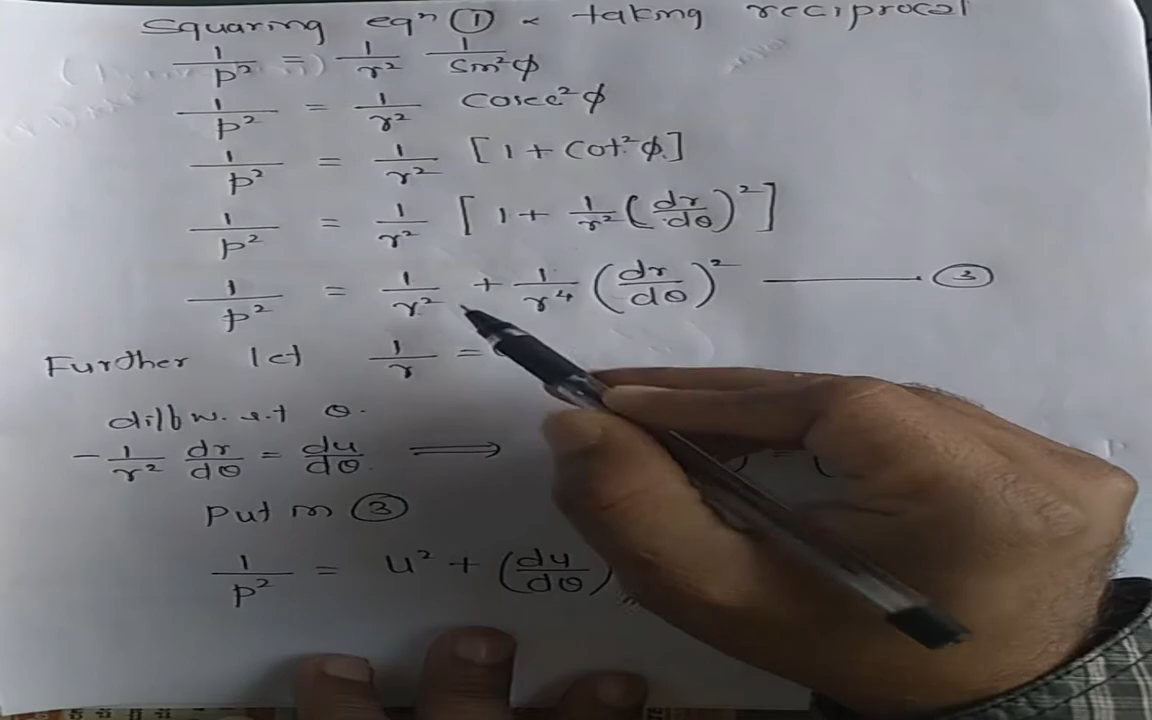 Squaring eqn ① & taking reciprocal
1/p² = 1/r² 1/Sin²φ
1/p² = 1/r² Cosec²φ
1/p² = 1/r² [1 + Cot²φ]
1/p² = 1/r² [1 + 1/r² (dr/dθ)²]
1/p² = 1/r² + 1/r⁴ (dr/dθ)² ——— ③
Further let 1/r =
diff w.r.t θ.
- 1/r² dr/dθ = du/dθ ⟹ ) = (
Put in ③
1/p² = u² + (du/dθ)